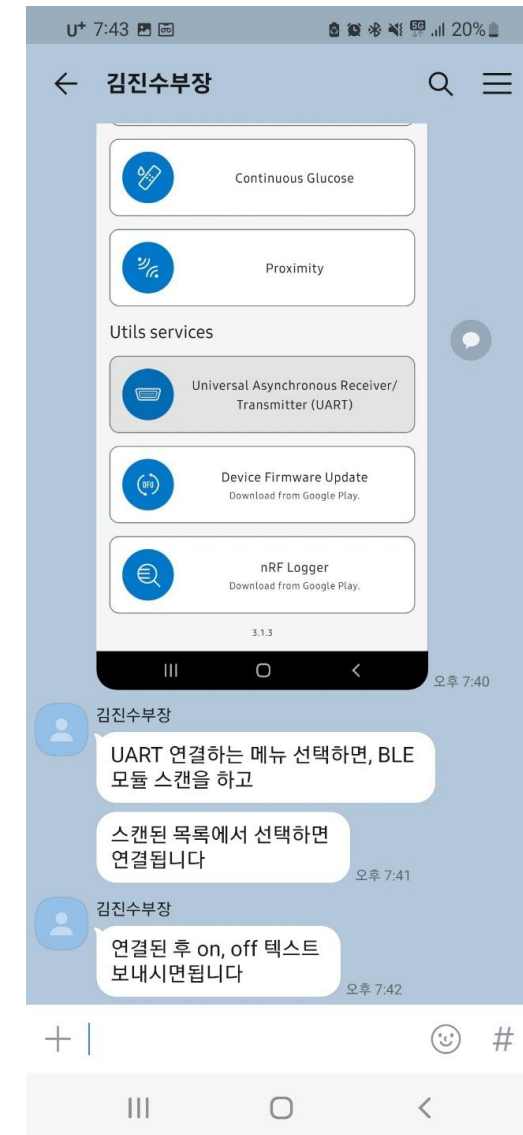 U+ 7:43
5G
20%
김진수부장
Continuous Glucose
Proximity
Utils services
Universal Asynchronous Receiver/
Transmitter (UART)
DFU
Device Firmware Update
Download from Google Play.
nRF Logger
Download from Google Play.
3.1.3
오후 7:40
김진수부장
UART 연결하는 메뉴 선택하면, BLE
모듈 스캔을 하고
스캔된 목록에서 선택하면
연결됩니다
오후 7:41
김진수부장
연결된 후 on, off 텍스트
보내시면됩니다
오후 7:42
#